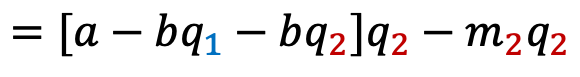 = [a − bq₁ − bq₂]q₂ − m₂q₂